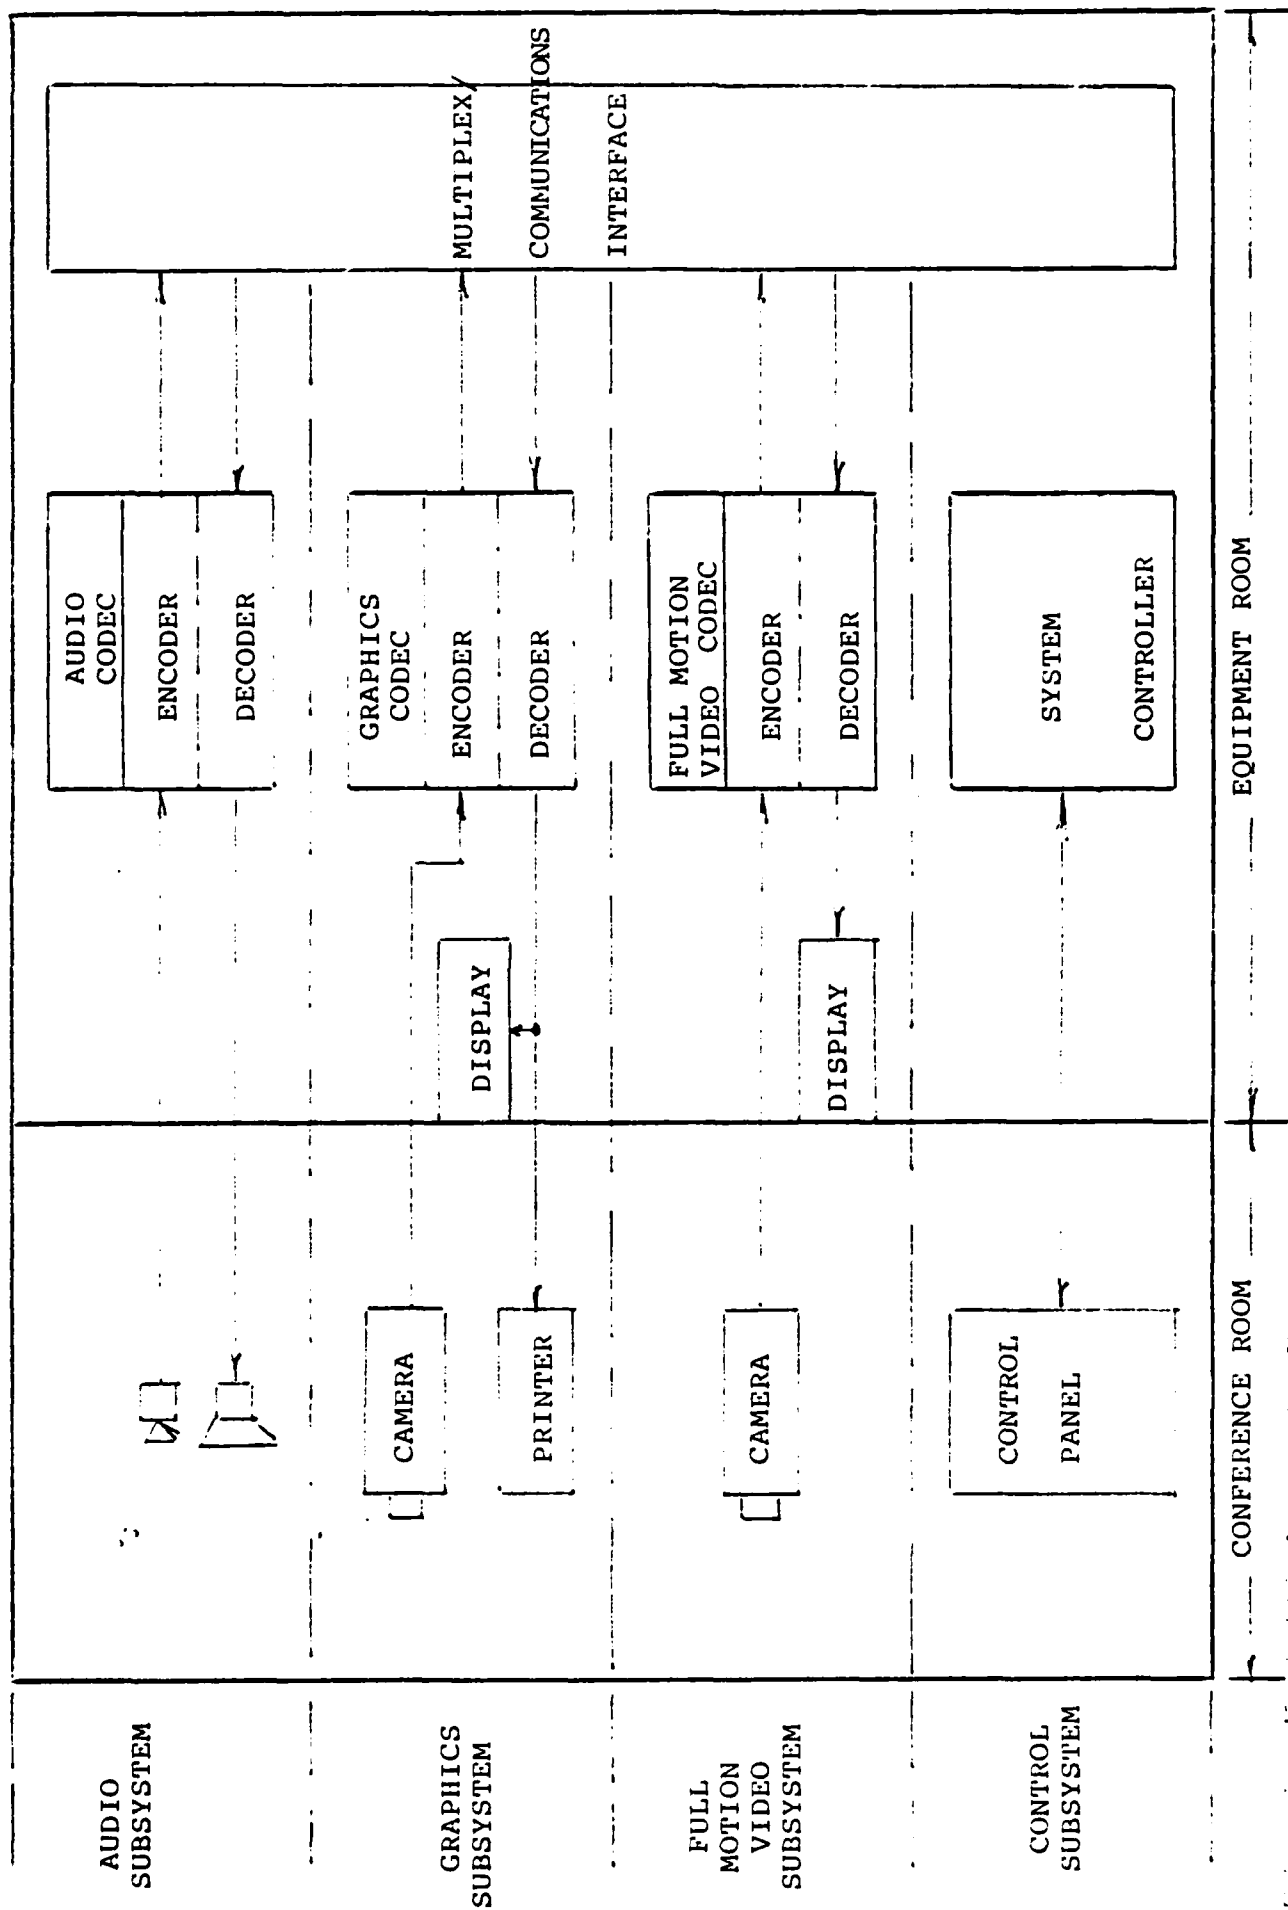 AUDIO
SUBSYSTEM
AUDIO
CODEC
ENCODER
DECODER
GRAPHICS
SUBSYSTEM
CAMERA
PRINTER
DISPLAY
GRAPHICS
CODEC
ENCODER
DECODER
MULTIPLEX/
COMMUNICATIONS
INTERFACE
FULL
MOTION
VIDEO
SUBSYSTEM
CAMERA
DISPLAY
FULL MOTION
VIDEO CODEC
ENCODER
DECODER
CONTROL
SUBSYSTEM
CONTROL
PANEL
SYSTEM
CONTROLLER
CONFERENCE ROOM
EQUIPMENT ROOM